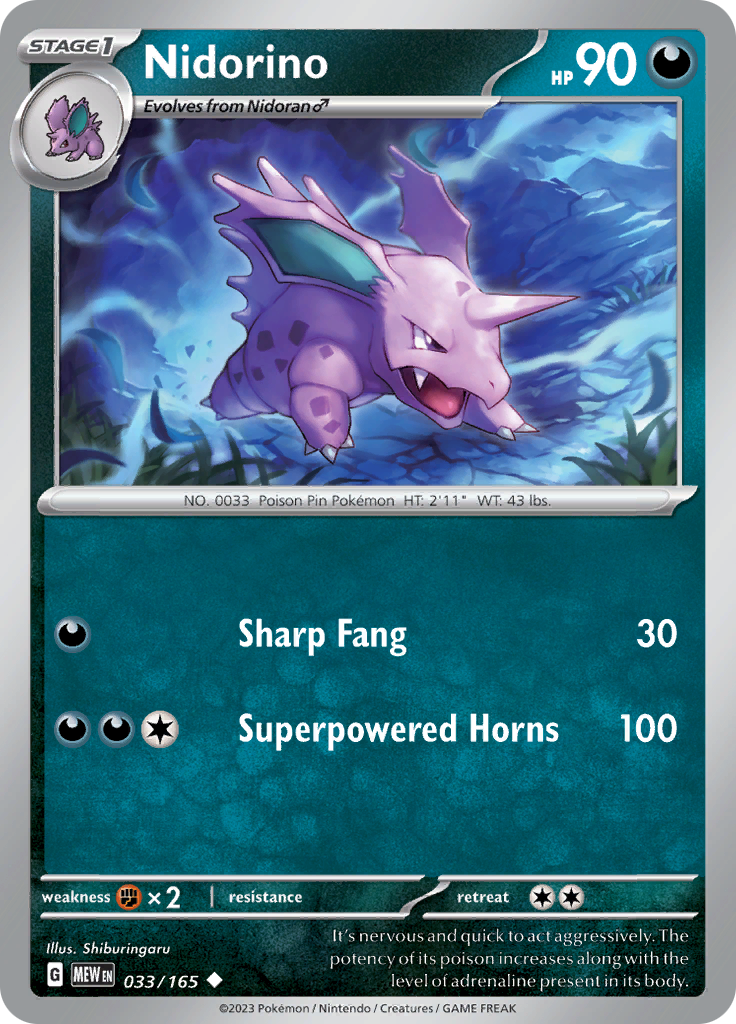 STAGE1
Nidorino
HP 90
Evolves from Nidoran♂
NO. 0033 Poison Pin Pokémon HT: 2'11" WT: 43 lbs.
Sharp Fang 30
Superpowered Horns 100
weakness ×2 resistance retreat
Illus. Shiburingaru
It's nervous and quick to act aggressively. The
potency of its poison increases along with the
level of adrenaline present in its body.
G MEW EN 033/165
©2023 Pokémon / Nintendo / Creatures / GAME FREAK